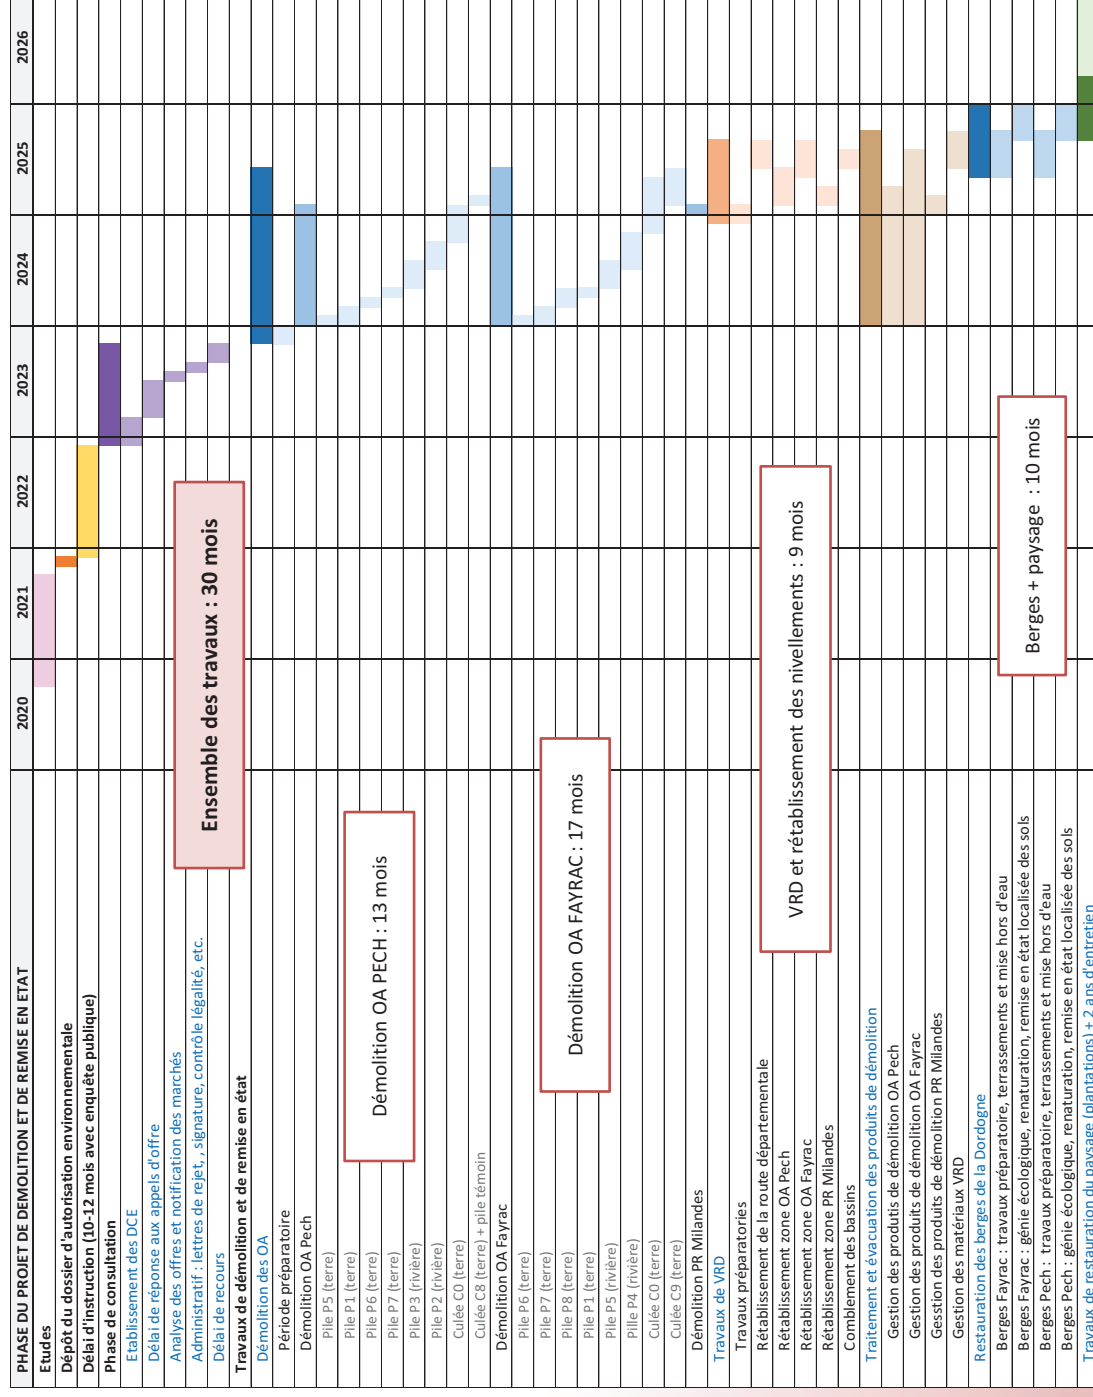 PHASE DU PROJET DE DEMOLITION ET DE REMISE EN ETAT 2020 2021 2022 2023 2024 2025 2026
Etudes
Dépôt du dossier d'autorisation environnementale
Délai d'instruction (10-12 mois avec enquête publique)
Phase de consultation
Etablissement des DCE
Délai de réponse aux appels d'offre
Analyse des offres et notification des marchés
Administratif : lettres de rejet, , signature, contrôle légalité, etc.
Délai de recours
Travaux de démolition et de remise en état
Démolition des OA
Période préparatoire
Démolition OA Pech
Pile P5 (terre)
Pile P1 (terre)
Pile P6 (terre)
Pile P7 (terre)
Pile P3 (rivière)
Pile P2 (rivière)
Culée C0 (terre)
Culée C8 (terre) + pile témoin
Démolition OA Fayrac
Pile P6 (terre)
Pile P7 (terre)
Pile P8 (terre)
Pile P1 (terre)
Pile P5 (rivière)
Pille P4 (rivière)
Culée C0 (terre)
Culée C9 (terre)
Démolition PR Milandes
Travaux de VRD
Travaux préparatories
Rétablissement de la route départementale
Rétablissement zone OA Pech
Rétablissement zone OA Fayrac
Rétablissement zone PR Milandes
Comblement des bassins
Traitement et évacuation des produits de démolition
Gestion des produtis de démolition OA Pech
Gestion des produits de démolition OA Fayrac
Gestion des produits de démolition PR Milandes
Gestion des matériaux VRD
Restauration des berges de la Dordogne
Berges Fayrac : travaux préparatoire, terrassements et mise hors d'eau
Berges Fayrac : génie écologique, renaturation, remise en état localisée des sols
Berges Pech : travaux préparatoire, terrassements et mise hors d'eau
Berges Pech : génie écologique, renaturation, remise en état localisée des sols
Travaux de restauration du paysage (plantations) + 2 ans d'entretien
Ensemble des travaux : 30 mois
Démolition OA PECH : 13 mois
Démolition OA FAYRAC : 17 mois
VRD et rétablissement des nivellements : 9 mois
Berges + paysage : 10 mois